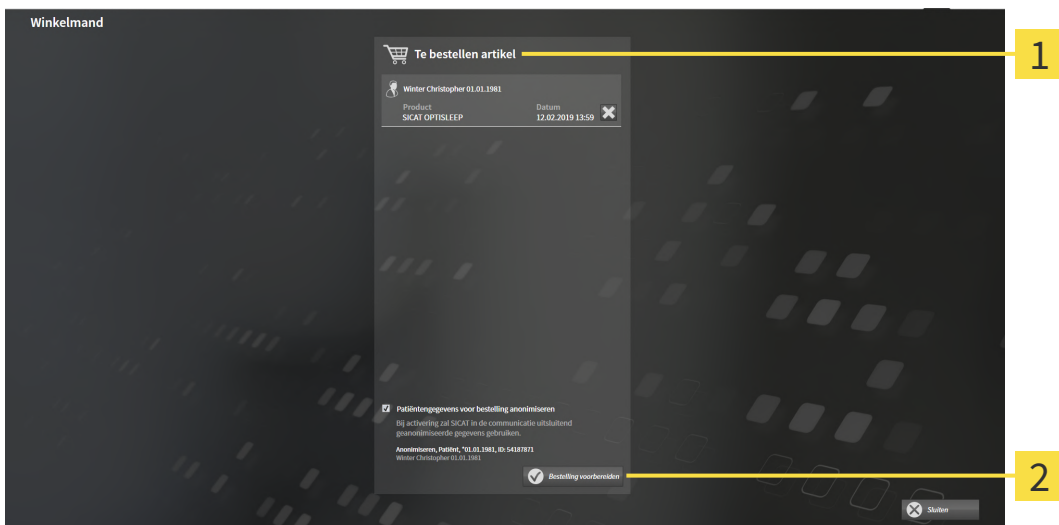 Winkelmand
Te bestellen artikel
1
Winter Christopher 01.01.1981
Product Datum
SICAT OPTISLEEP 12.02.2019 13:59
Patiëntengegevens voor bestelling anonimiseren
Bij activering zal SICAT in de communicatie uitsluitend
geanonimiseerde gegevens gebruiken.
Anonimiseren, Patiënt, *01.01.1981, ID: 54187871
Winter Christopher 01.01.1981
Bestelling voorbereiden
2
Sluiten